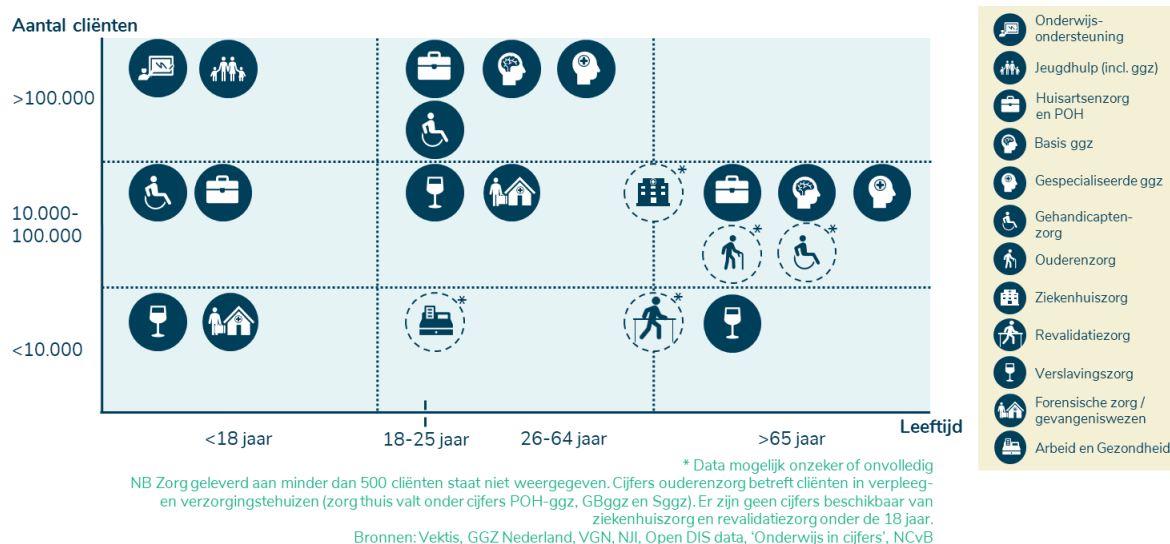 Aantal cliënten
>100.000
10.000-
100.000
<10.000
*
*
*
*
*
<18 jaar
18-25 jaar
26-64 jaar
>65 jaar
Leeftijd
* Data mogelijk onzeker of onvolledig
NB Zorg geleverd aan minder dan 500 cliënten staat niet weergegeven. Cijfers ouderenzorg betreft cliënten in verpleeg-
en verzorgingstehuizen (zorg thuis valt onder cijfers POH-ggz, GBggz en Sggz). Er zijn geen cijfers beschikbaar van
ziekenhuiszorg en revalidatiezorg onder de 18 jaar.
Bronnen: Vektis, GGZ Nederland, VGN, NJI, Open DIS data, ‘Onderwijs in cijfers’, NCvB
Onderwijs-
ondersteuning
Jeugdhulp (incl. ggz)
Huisartsenzorg
en POH
Basis ggz
Gespecialiseerde ggz
Gehandicapten-
zorg
Ouderenzorg
Ziekenhuiszorg
Revalidatiezorg
Verslavingszorg
Forensische zorg /
gevangeniswezen
Arbeid en Gezondheid